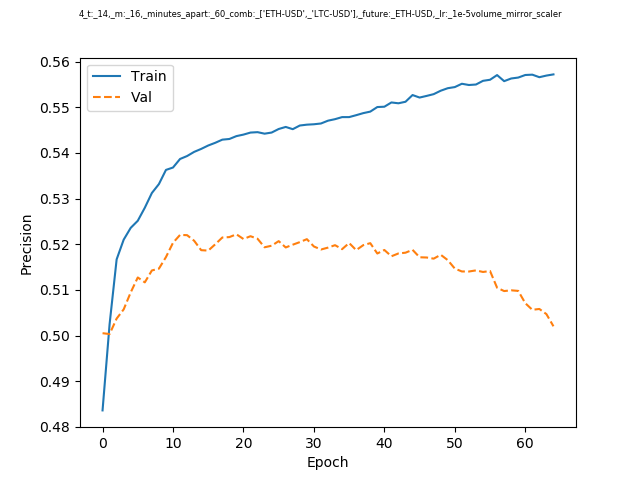 4_t:_14,_m:_16,_minutes_apart:_60_comb:_['ETH-USD',_'LTC-USD'],_future:_ETH-USD,_lr:_1e-5volume_mirror_scaler
Train
Val
0.56
0.55
0.54
0.53
0.52
0.51
0.50
0.49
0.48
Precision
0 10 20 30 40 50 60
Epoch